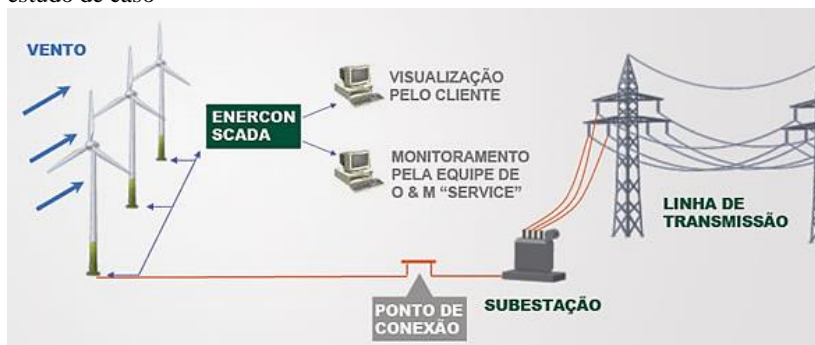 estudo de caso
VENTO
ENERCON
SCADA
VISUALIZAÇÃO
PELO CLIENTE
MONITORAMENTO
PELA EQUIPE DE
O & M “SERVICE”
LINHA DE
TRANSMISSÃO
SUBESTAÇÃO
PONTO DE
CONEXÃO